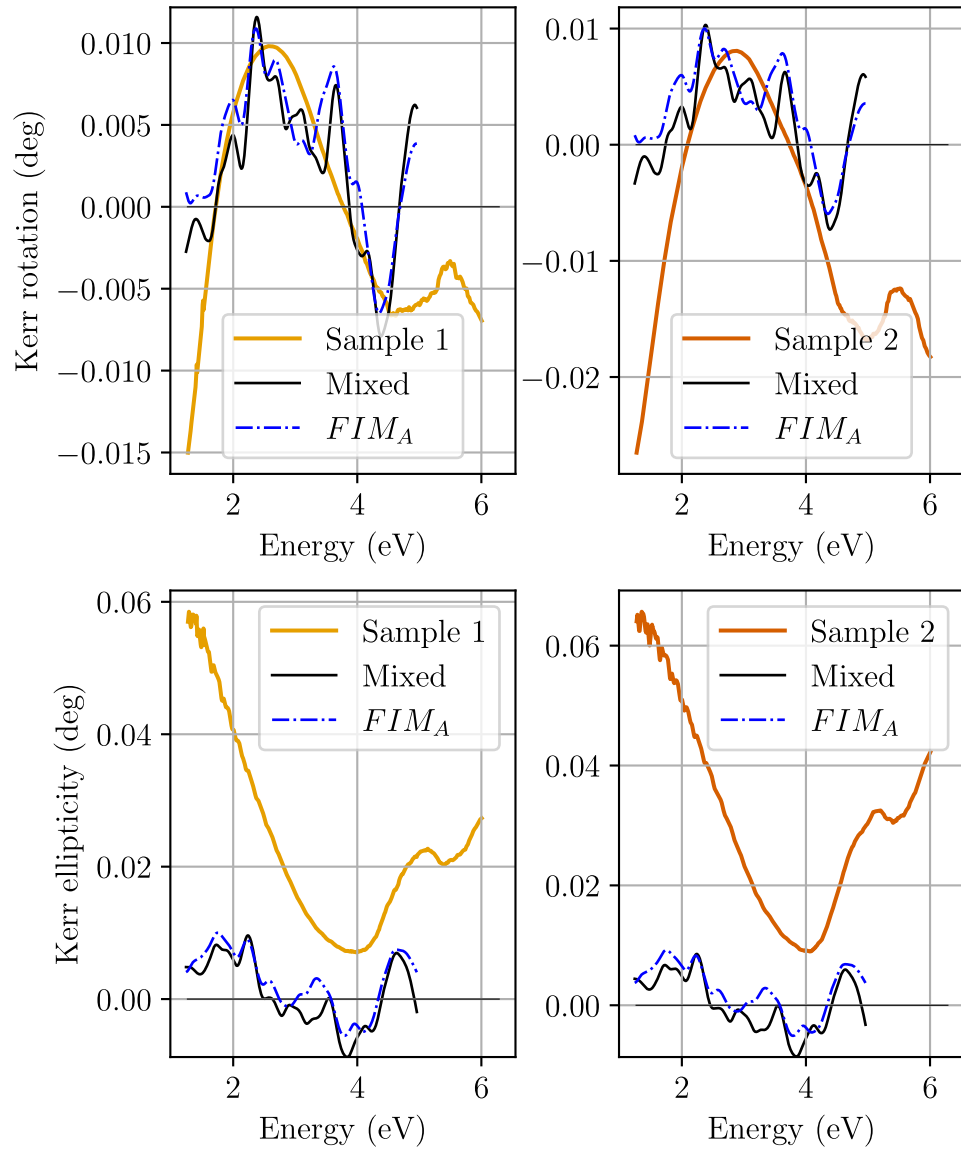 0.010
0.005
0.000
−0.005
−0.010
−0.015
Kerr rotation (deg)
Sample 1
Mixed
FIM_A
2 4 6
Energy (eV)
0.01
0.00
−0.01
−0.02
Sample 2
Mixed
FIM_A
2 4 6
Energy (eV)
0.06
0.04
0.02
0.00
Kerr ellipticity (deg)
Sample 1
Mixed
FIM_A
2 4 6
Energy (eV)
0.06
0.04
0.02
0.00
Sample 2
Mixed
FIM_A
2 4 6
Energy (eV)